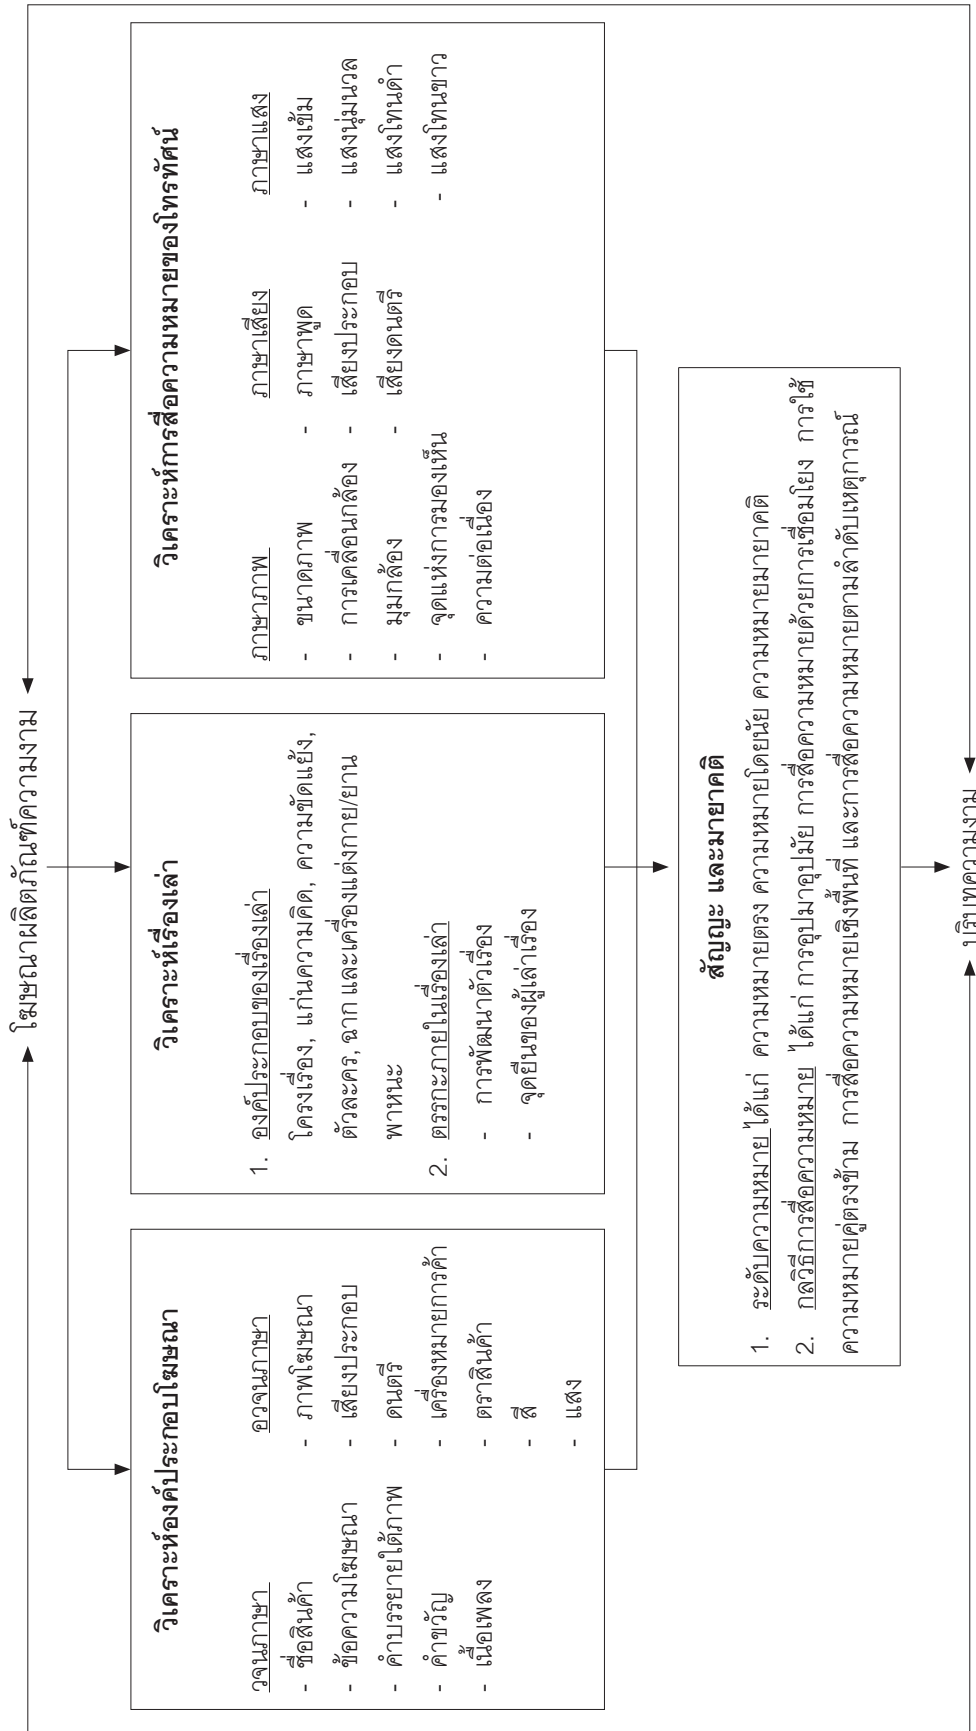 โฆษณาผลิตภัณฑ์ความงาม
วิเคราะห์องค์ประกอบโฆษณา
วจนภาษา
- ชื่อสินค้า
- ข้อความโฆษณา
- คำบรรยายใต้ภาพ
- คำขวัญ
- เนื้อเพลง
อวจนภาษา
- ภาพโฆษณา
- เสียงประกอบ
- ดนตรี
- เครื่องหมายการค้า
- ตราสินค้า
- สี
- แสง
วิเคราะห์เรื่องเล่า
1. องค์ประกอบของเรื่องเล่า
โครงเรื่อง, แก่นความคิด, ความขัดแย้ง,
ตัวละคร, ฉาก และเครื่องแต่งกาย/ยาน
พาหนะ
2. ตรรกะภายในเรื่องเล่า
- การพัฒนาตัวเรื่อง
- จุดยืนของผู้เล่าเรื่อง
วิเคราะห์การสื่อความหมายของโทรทัศน์
ภาษาภาพ
- ขนาดภาพ
- การเคลื่อนกล้อง
- มุมกล้อง
- จุดแห่งการมองเห็น
- ความต่อเนื่อง
ภาษาเสียง
- ภาษาพูด
- เสียงประกอบ
- เสียงดนตรี
ภาษาแสง
- แสงเข้ม
- แสงนุ่มนวล
- แสงโทนดำ
- แสงโทนขาว
สัญญะ และมายาคติ
1. ระดับความหมาย ได้แก่ ความหมายตรง ความหมายโดยนัย ความหมายมายาคติ
2. กลวิธีการสื่อความหมาย ได้แก่ การอุปมาอุปมัย การสื่อความหมายด้วยการเชื่อมโยง การใช้
ความหมายคู่ตรงข้าม การสื่อความหมายเชิงพื้นที่ และการสื่อความหมายตามลำดับเหตุการณ์
บริบทความงาม